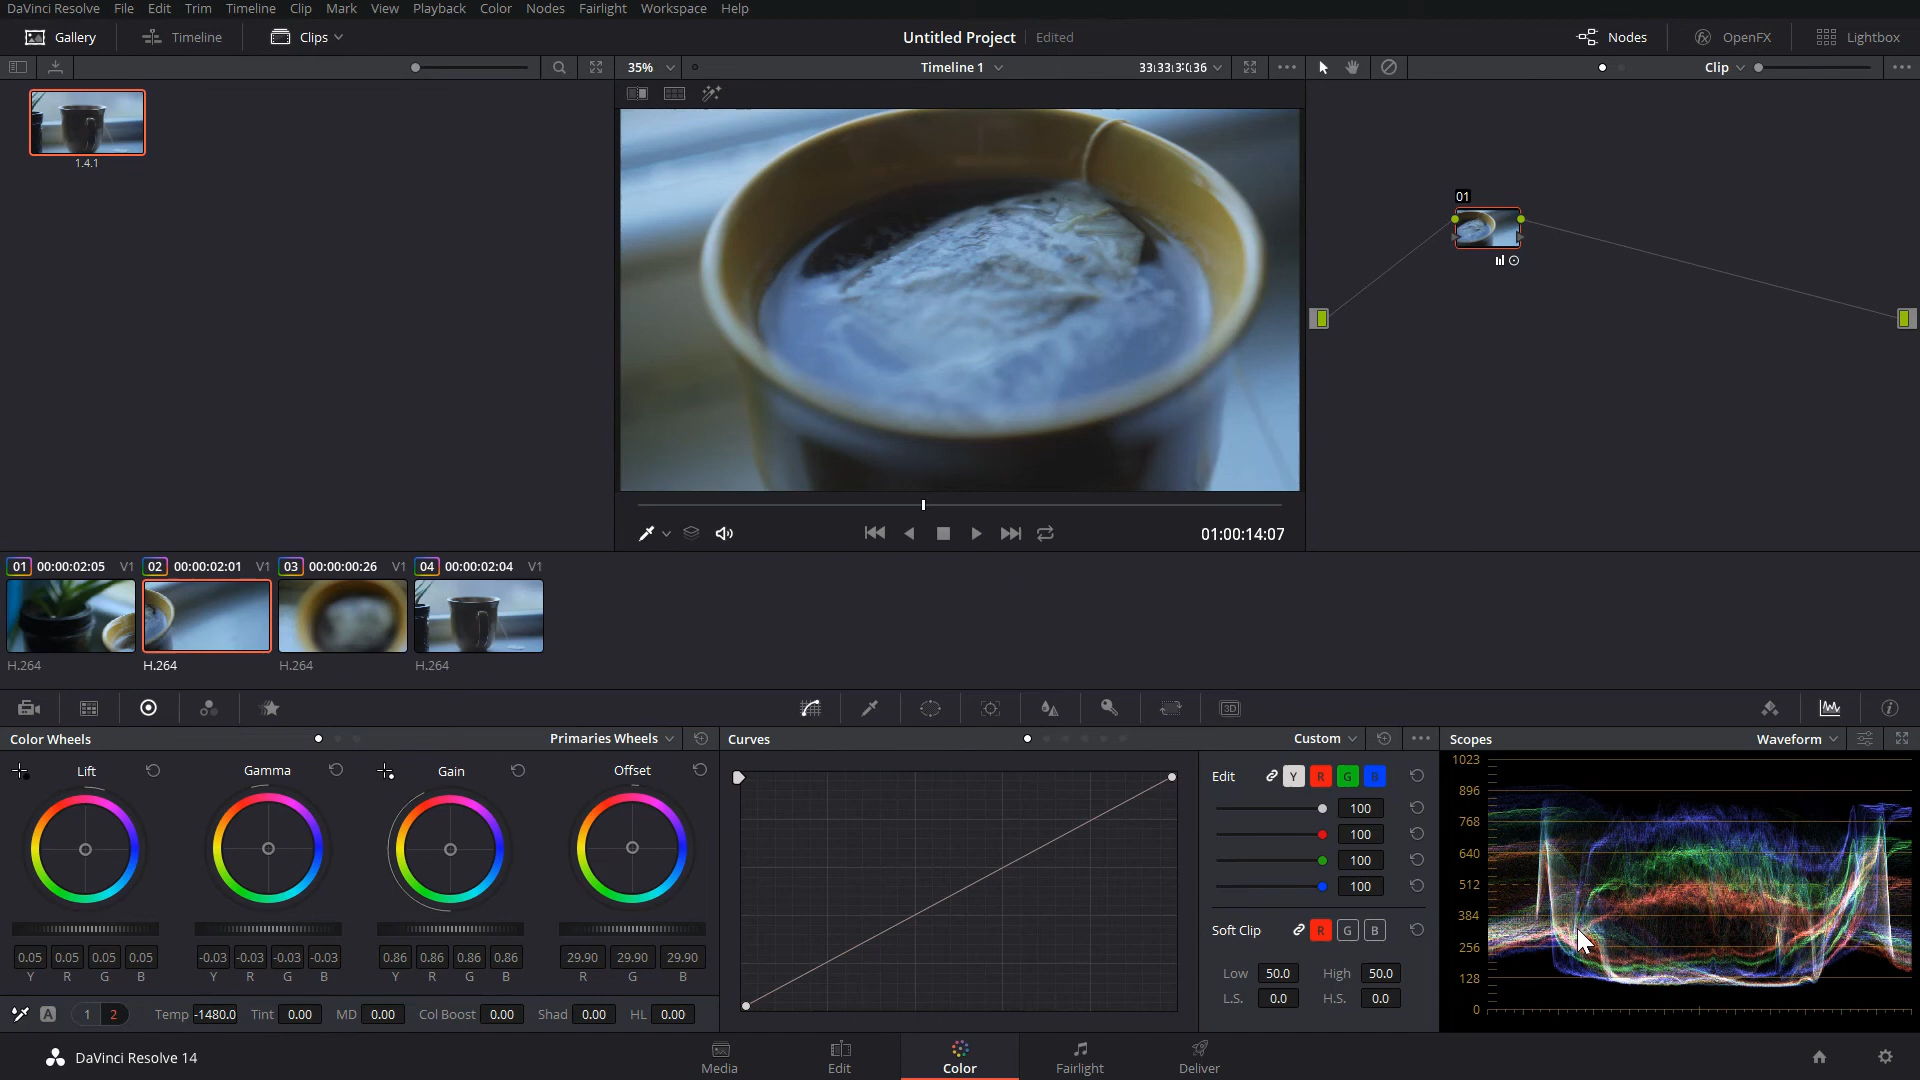 DaVinci Resolve File Edit Trim Timeline Clip Mark View Playback Color Nodes Fairlight Workspace Help
Gallery Timeline Clips Untitled Project Edited Nodes OpenFX Lightbox
35% Timeline 1 Clip
1.4.1
01
01:00:14:07
01 00:00:02:05 V1 02 00:00:02:01 V1 03 00:00:00:26 V1 04 00:00:02:04 V1
H.264 H.264 H.264 H.264
3D
Color Wheels Primaries Wheels Curves Custom Scopes Waveform
Lift Gamma Gain Offset
Edit Y R G B
100
100
100
100
Soft Clip R G B
Low 50.0 High 50.0
L.S. 0.0 H.S. 0.0
1023
896
768
640
512
384
256
128
0
0.05 0.05 0.05 0.05 -0.03 -0.03 -0.03 -0.03 0.86 0.86 0.86 0.86 29.90 29.90 29.90
Y R G B Y R G B Y R G B R G B
A 1 2 Temp -1480.0 Tint 0.00 MD 0.00 Col Boost 0.00 Shad 0.00 HL 0.00
DaVinci Resolve 14 Media Edit Color Fairlight Deliver